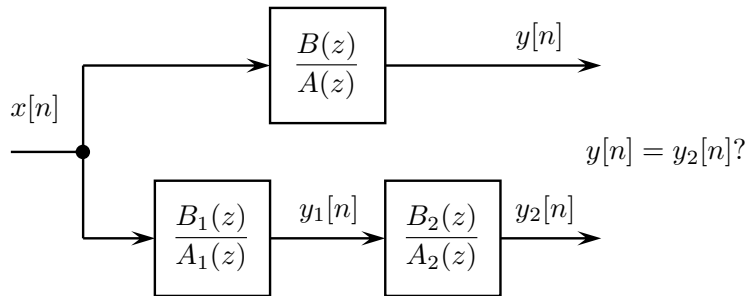 B(z)
A(z)
y[n]
x[n]
y[n] = y₂[n]?
B₁(z)
A₁(z)
y₁[n]
B₂(z)
A₂(z)
y₂[n]